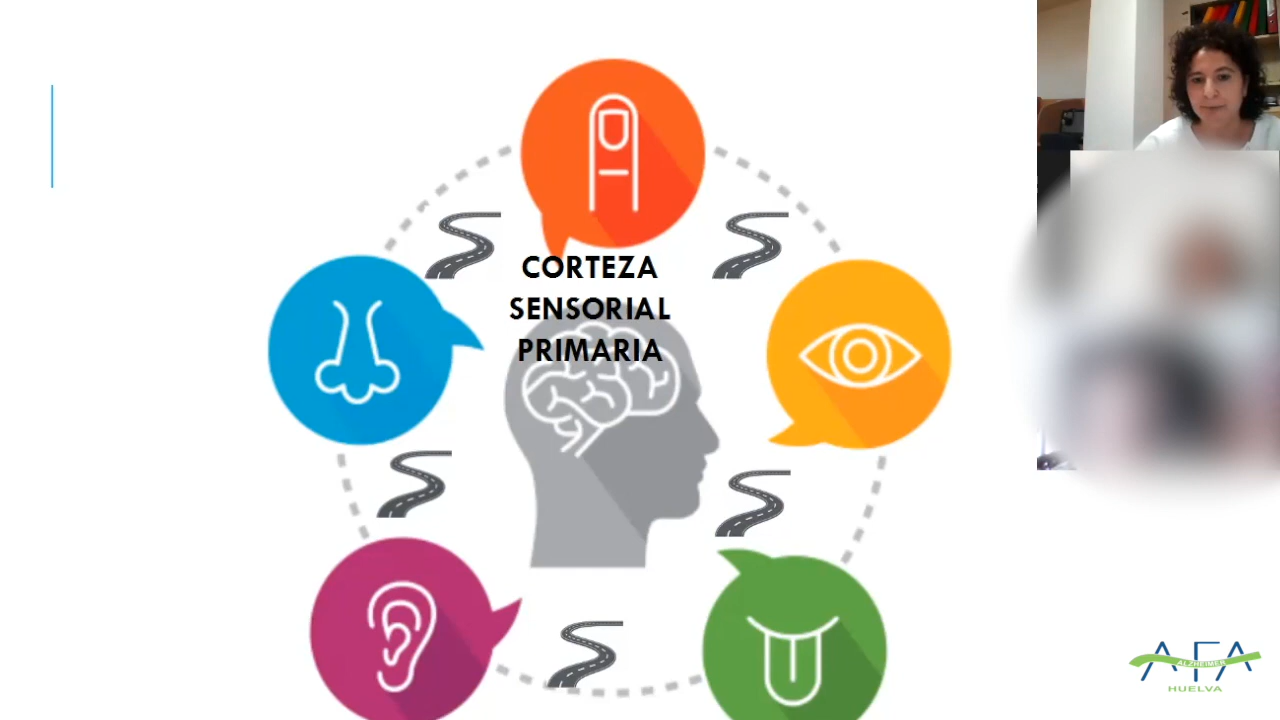 CORTEZA
SENSORIAL
PRIMARIA
AFA
ALZHEIMER
HUELVA